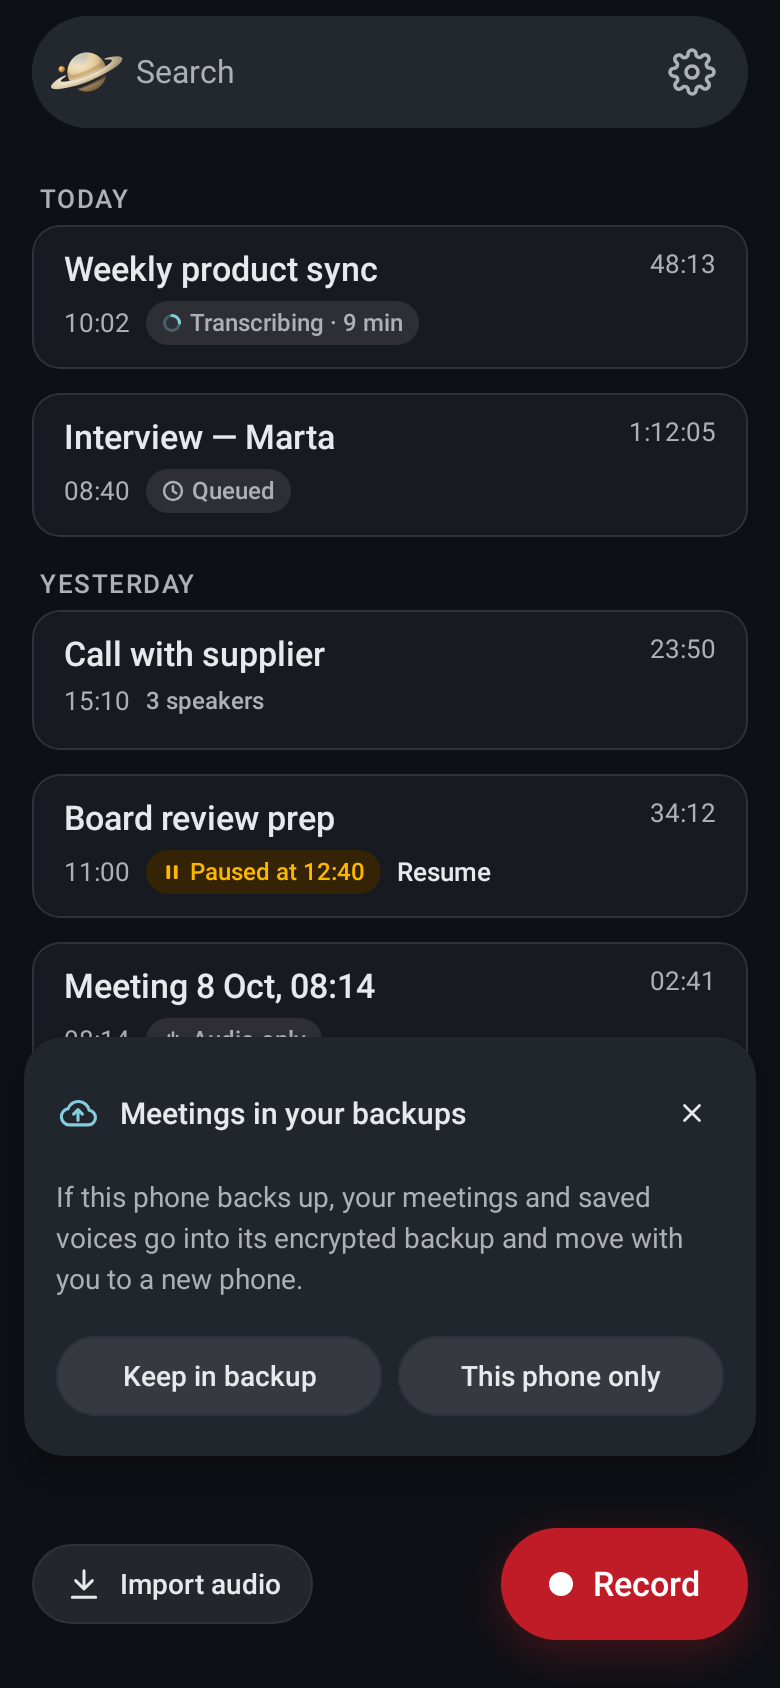 Search
TODAY
Weekly product sync
48:13
10:02 Transcribing · 9 min
Interview — Marta
1:12:05
08:40 Queued
YESTERDAY
Call with supplier
23:50
15:10 3 speakers
Board review prep
34:12
11:00 Paused at 12:40 Resume
Meeting 8 Oct, 08:14
02:41
08:14 Audio only
Meetings in your backups
If this phone backs up, your meetings and saved
voices go into its encrypted backup and move with
you to a new phone.
Keep in backup
This phone only
Import audio
Record